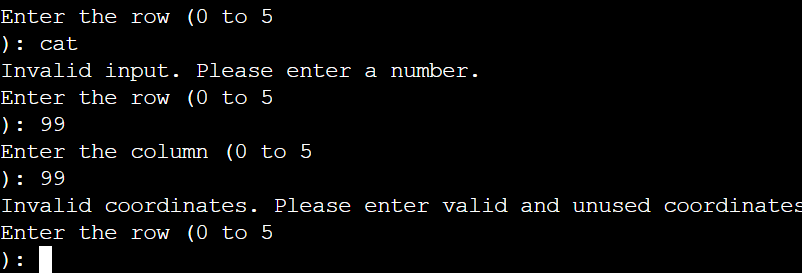 Enter the row (0 to 5
): cat
Invalid input. Please enter a number.
Enter the row (0 to 5
): 99
Enter the column (0 to 5
): 99
Invalid coordinates. Please enter valid and unused coordinates
Enter the row (0 to 5
):